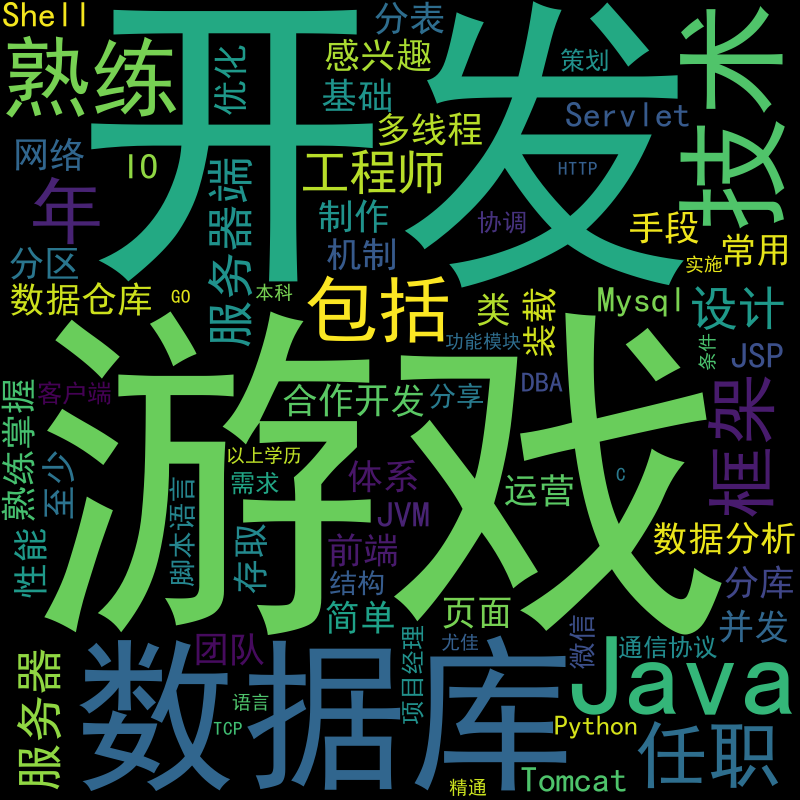 Shell
开发
分表
技术
熟练
优化
感兴趣
策划
基础
Servlet
多线程
网络
IO
工程师
HTTP
年
服务器端
制作
协调
手段
机制
常用
分区
实施
数据仓库
GO
本科
包括
类
装载
Mysql
设计
功能模块
条件
JSP
游戏
客户端
熟练掌握
合作开发
分享
DBA
框架
以上学历
至少
脚本语言
需求
体系
运营
C
JVM
数据分析
性能
存取
前端
结构
分库
简单
页面
并发
团队
项目经理
尤佳
微信
通信协议
服务器
数据库
Java
语言
TCP
Python
任职
精通
Tomcat